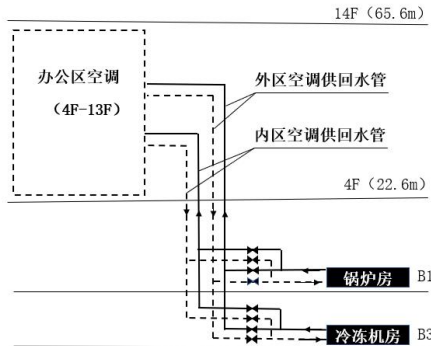 14F（65.6m）
办公区空调
（4F-13F）
外区空调供回水管
内区空调供回水管
4F（22.6m）
锅炉房
B1
冷冻机房
B3